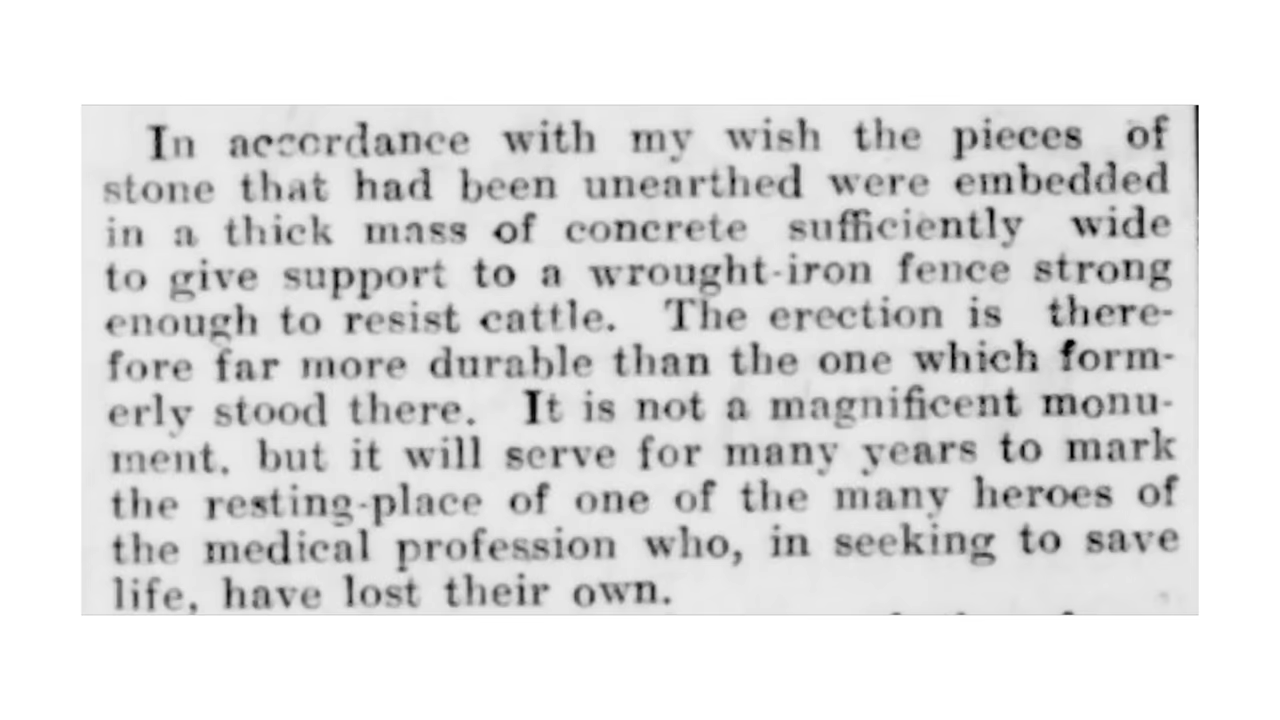 In accordance with my wish the pieces of
stone that had been unearthed were embedded
in a thick mass of concrete sufficiently wide
to give support to a wrought-iron fence strong
enough to resist cattle. The erection is there-
fore far more durable than the one which form-
erly stood there. It is not a magnificent monu-
ment, but it will serve for many years to mark
the resting-place of one of the many heroes of
the medical profession who, in seeking to save
life, have lost their own.